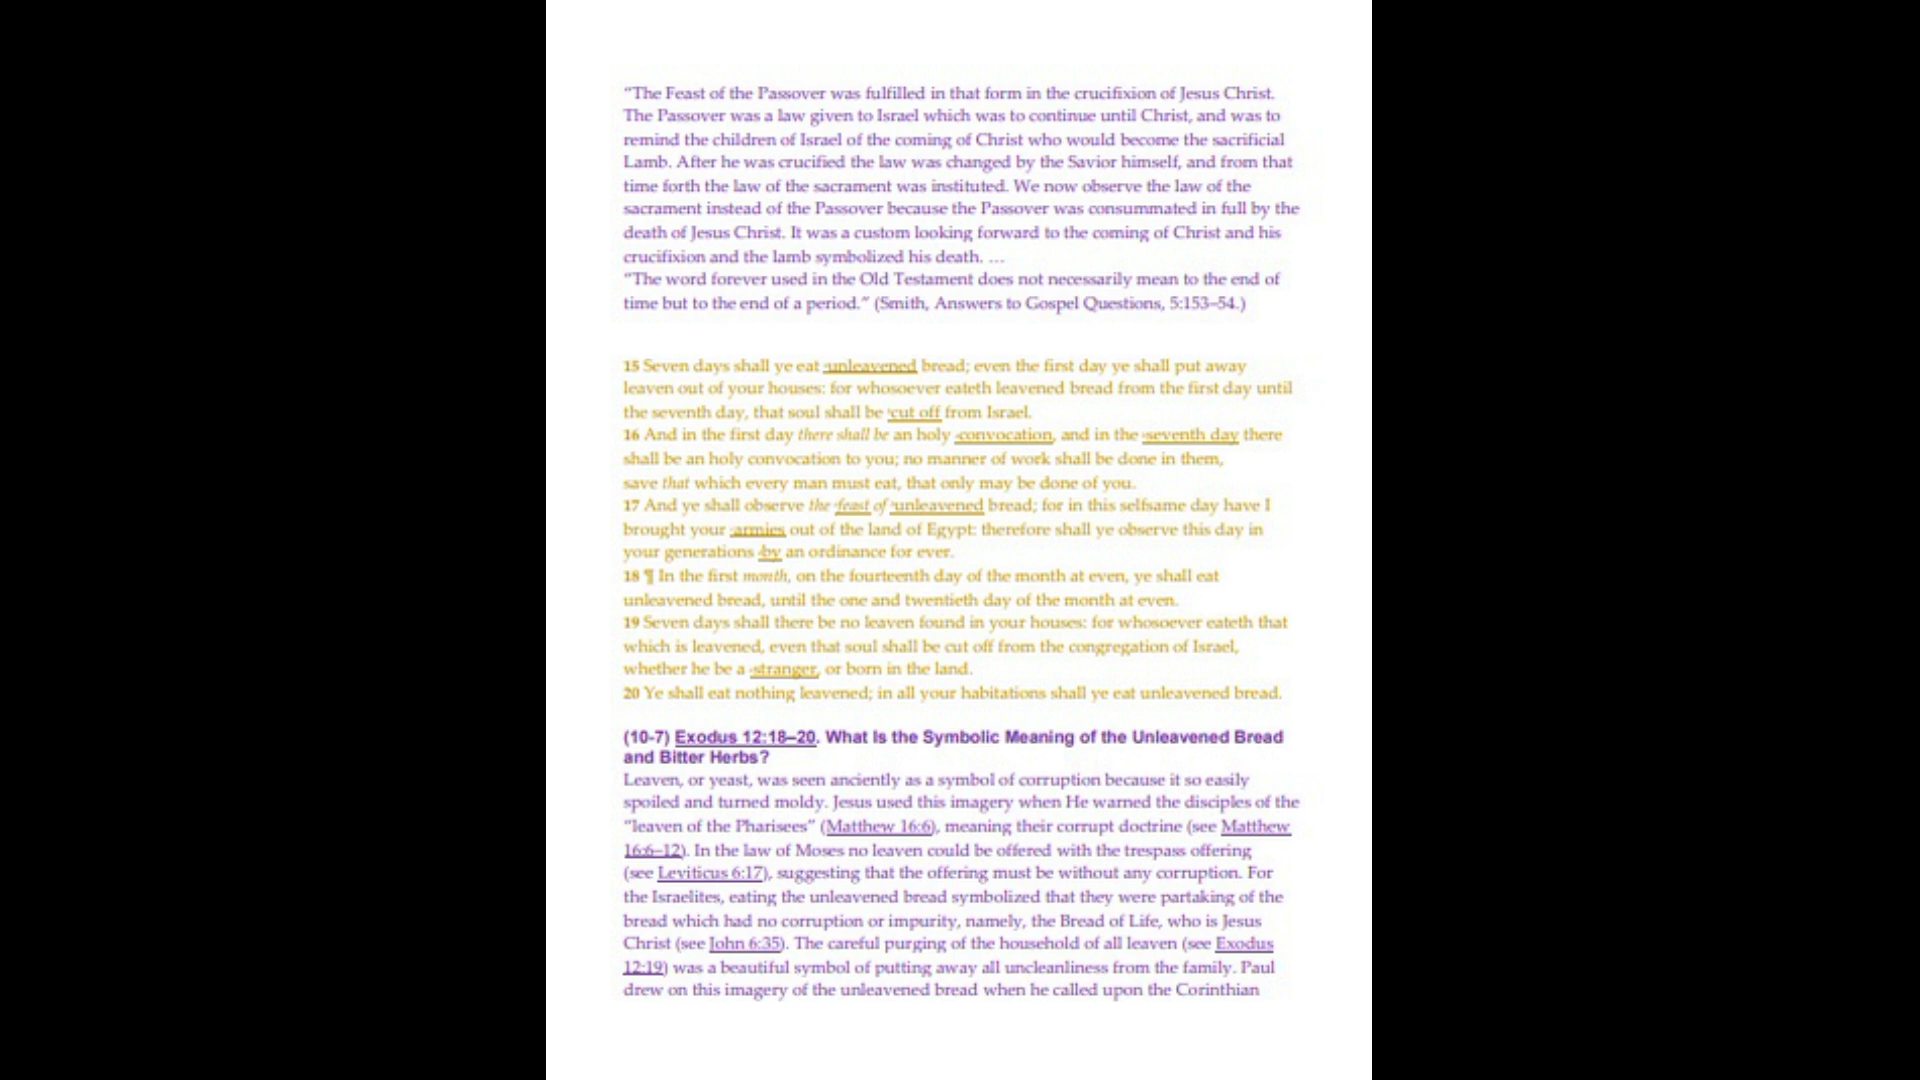 "The Feast of the Passover was fulfilled in that form in the crucifixion of Jesus Christ.
The Passover was a law given to Israel which was to continue until Christ, and was to
remind the children of Israel of the coming of Christ who would become the sacrificial
Lamb. After he was crucified the law was changed by the Savior himself, and from that
time forth the law of the sacrament was instituted. We now observe the law of the
sacrament instead of the Passover because the Passover was consummated in full by the
death of Jesus Christ. It was a custom looking forward to the coming of Christ and his
crucifixion and the lamb symbolized his death. …
"The word forever used in the Old Testament does not necessarily mean to the end of
time but to the end of a period." (Smith, Answers to Gospel Questions, 5:153–54.)
15 Seven days shall ye eat unleavened bread; even the first day ye shall put away
leaven out of your houses: for whosoever eateth leavened bread from the first day until
the seventh day, that soul shall be cut off from Israel.
16 And in the first day there shall be an holy convocation, and in the seventh day there
shall be an holy convocation to you; no manner of work shall be done in them,
save that which every man must eat, that only may be done of you.
17 And ye shall observe the feast of unleavened bread; for in this selfsame day have I
brought your armies out of the land of Egypt: therefore shall ye observe this day in
your generations by an ordinance for ever.
18 ¶ In the first month, on the fourteenth day of the month at even, ye shall eat
unleavened bread, until the one and twentieth day of the month at even.
19 Seven days shall there be no leaven found in your houses: for whosoever eateth that
which is leavened, even that soul shall be cut off from the congregation of Israel,
whether he be a stranger, or born in the land.
20 Ye shall eat nothing leavened; in all your habitations shall ye eat unleavened bread.
(10-7) Exodus 12:18–20. What Is the Symbolic Meaning of the Unleavened Bread
and Bitter Herbs?
Leaven, or yeast, was seen anciently as a symbol of corruption because it so easily
spoiled and turned moldy. Jesus used this imagery when He warned the disciples of the
"leaven of the Pharisees" (Matthew 16:6), meaning their corrupt doctrine (see Matthew
16:6–12). In the law of Moses no leaven could be offered with the trespass offering
(see Leviticus 6:17), suggesting that the offering must be without any corruption. For
the Israelites, eating the unleavened bread symbolized that they were partaking of the
bread which had no corruption or impurity, namely, the Bread of Life, who is Jesus
Christ (see John 6:35). The careful purging of the household of all leaven (see Exodus
12:19) was a beautiful symbol of putting away all uncleanliness from the family. Paul
drew on this imagery of the unleavened bread when he called upon the Corinthian